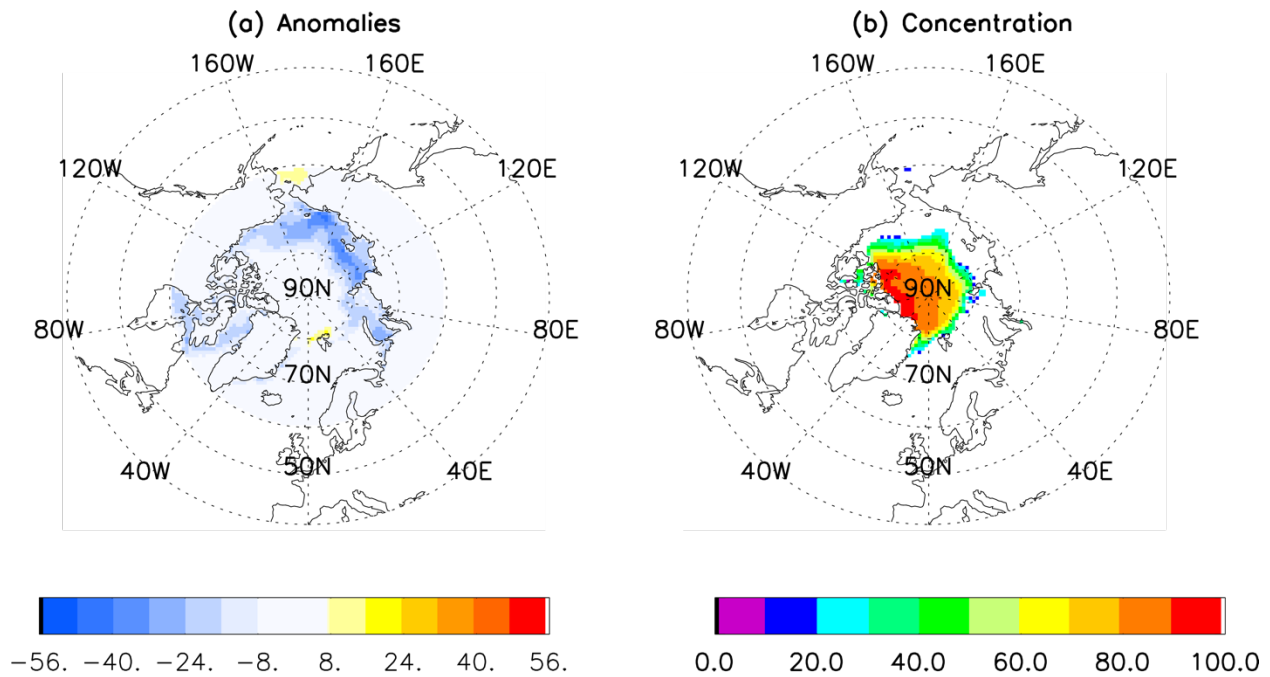 (a) Anomalies
160W 160E
120W 120E
90N
80W 80E
70N
40W 50N 40E
-56. -40. -24. -8. 8. 24. 40. 56.
(b) Concentration
160W 160E
120W 120E
90N
80W 80E
70N
40W 50N 40E
0.0 20.0 40.0 60.0 80.0 100.0